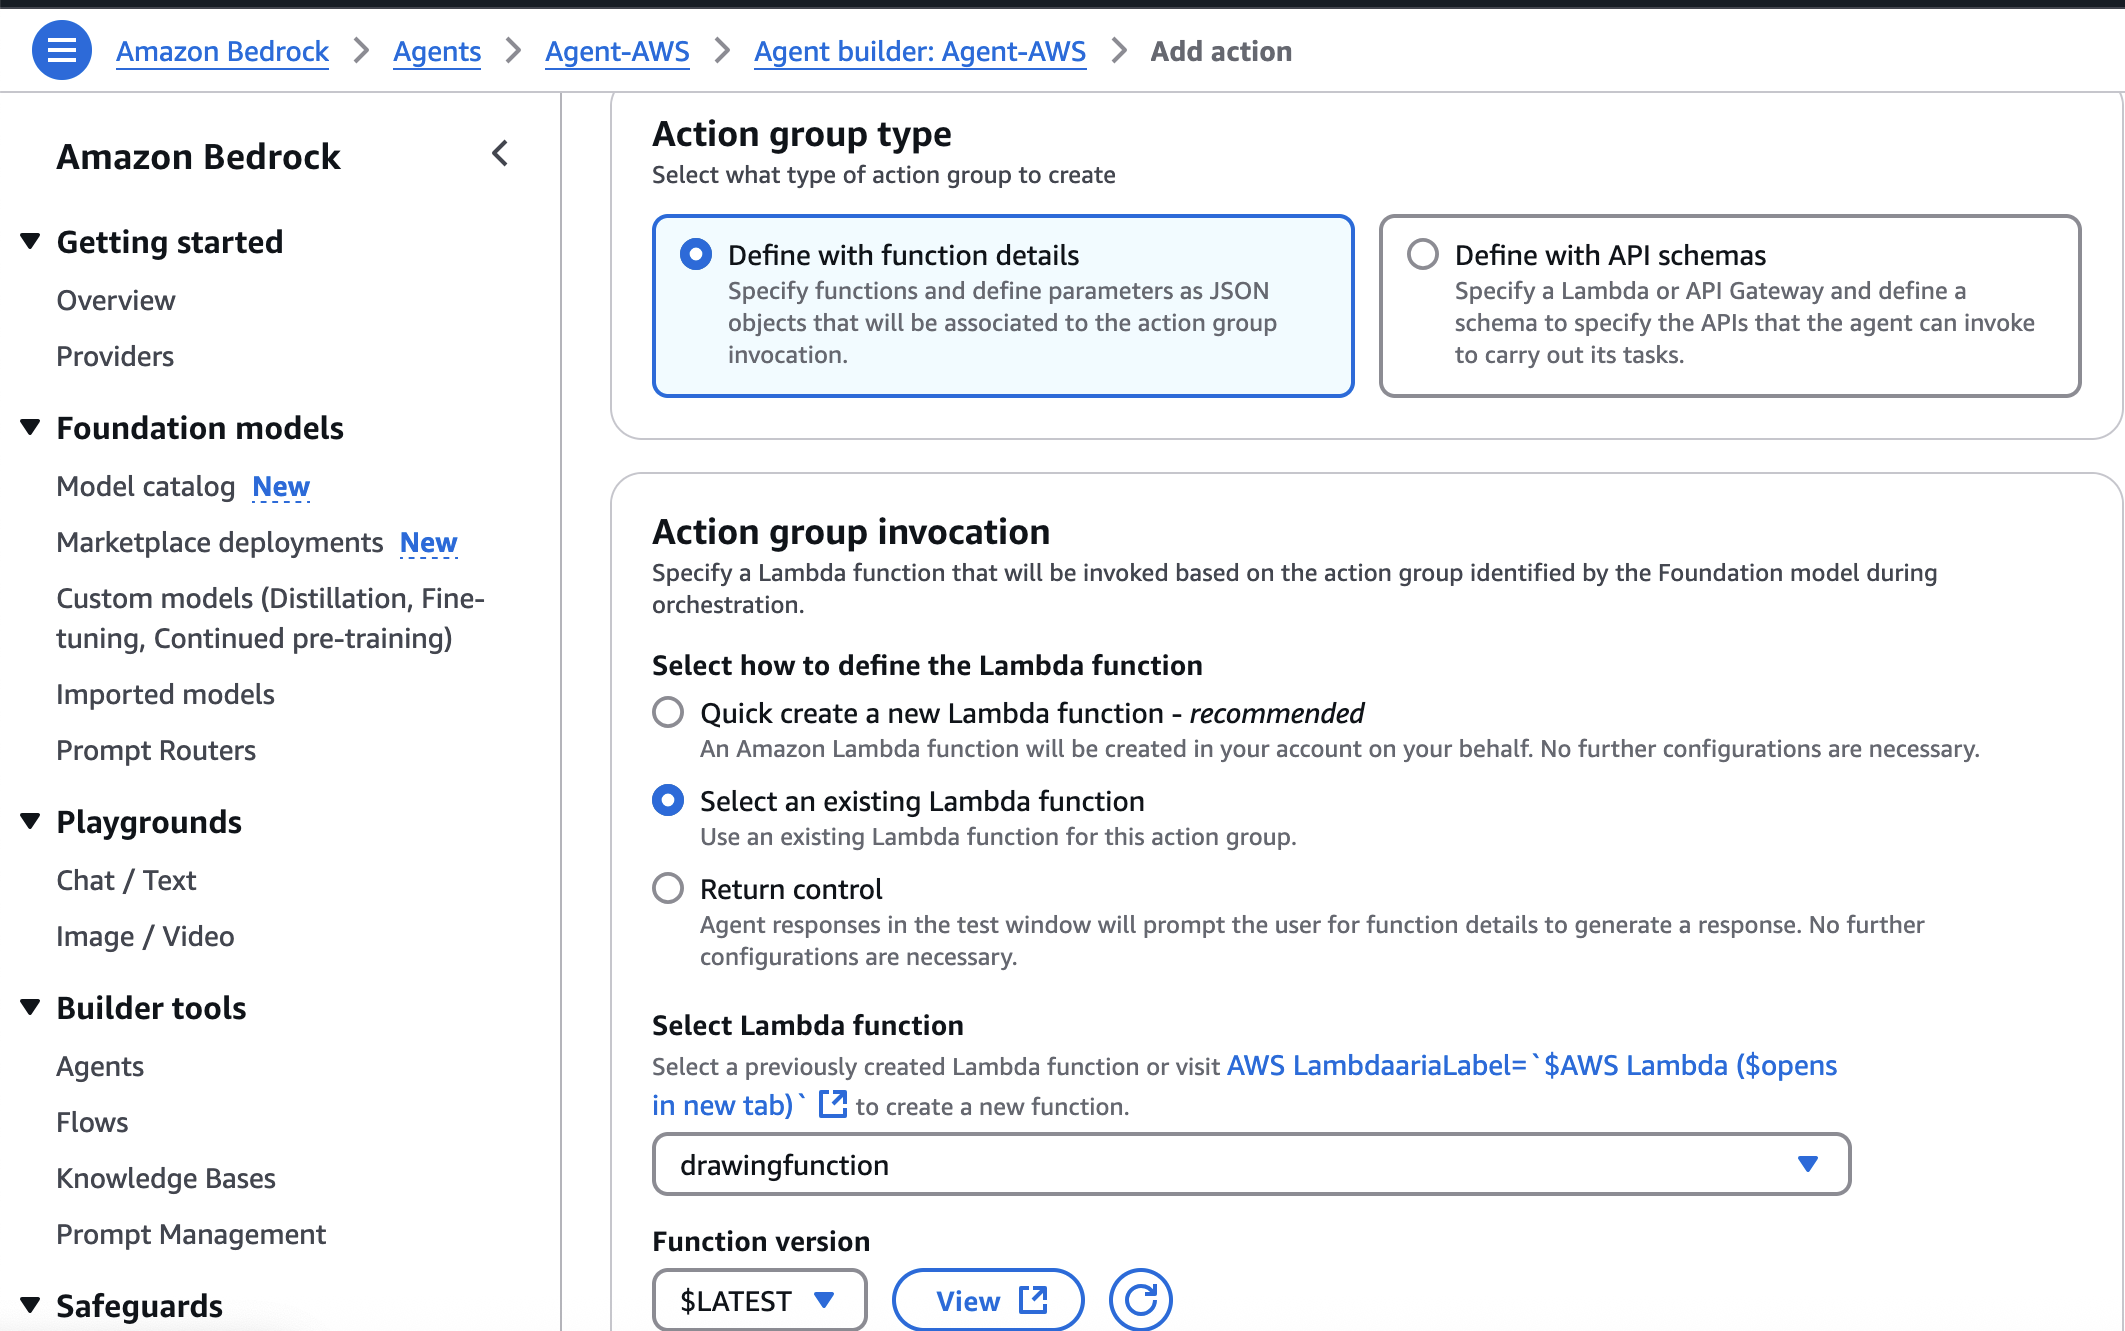 Amazon Bedrock > Agents > Agent-AWS > Agent builder: Agent-AWS > Add action
Amazon Bedrock
Getting started
Overview
Providers
Foundation models
Model catalog New
Marketplace deployments New
Custom models (Distillation, Fine-
tuning, Continued pre-training)
Imported models
Prompt Routers
Playgrounds
Chat / Text
Image / Video
Builder tools
Agents
Flows
Knowledge Bases
Prompt Management
Safeguards
Action group type
Select what type of action group to create
Define with function details
Specify functions and define parameters as JSON
objects that will be associated to the action group
invocation.
Define with API schemas
Specify a Lambda or API Gateway and define a
schema to specify the APIs that the agent can invoke
to carry out its tasks.
Action group invocation
Specify a Lambda function that will be invoked based on the action group identified by the Foundation model during
orchestration.
Select how to define the Lambda function
Quick create a new Lambda function - recommended
An Amazon Lambda function will be created in your account on your behalf. No further configurations are necessary.
Select an existing Lambda function
Use an existing Lambda function for this action group.
Return control
Agent responses in the test window will prompt the user for function details to generate a response. No further
configurations are necessary.
Select Lambda function
Select a previously created Lambda function or visit AWS LambdaariaLabel=`$AWS Lambda ($opens
in new tab)` to create a new function.
drawingfunction
Function version
$LATEST
View